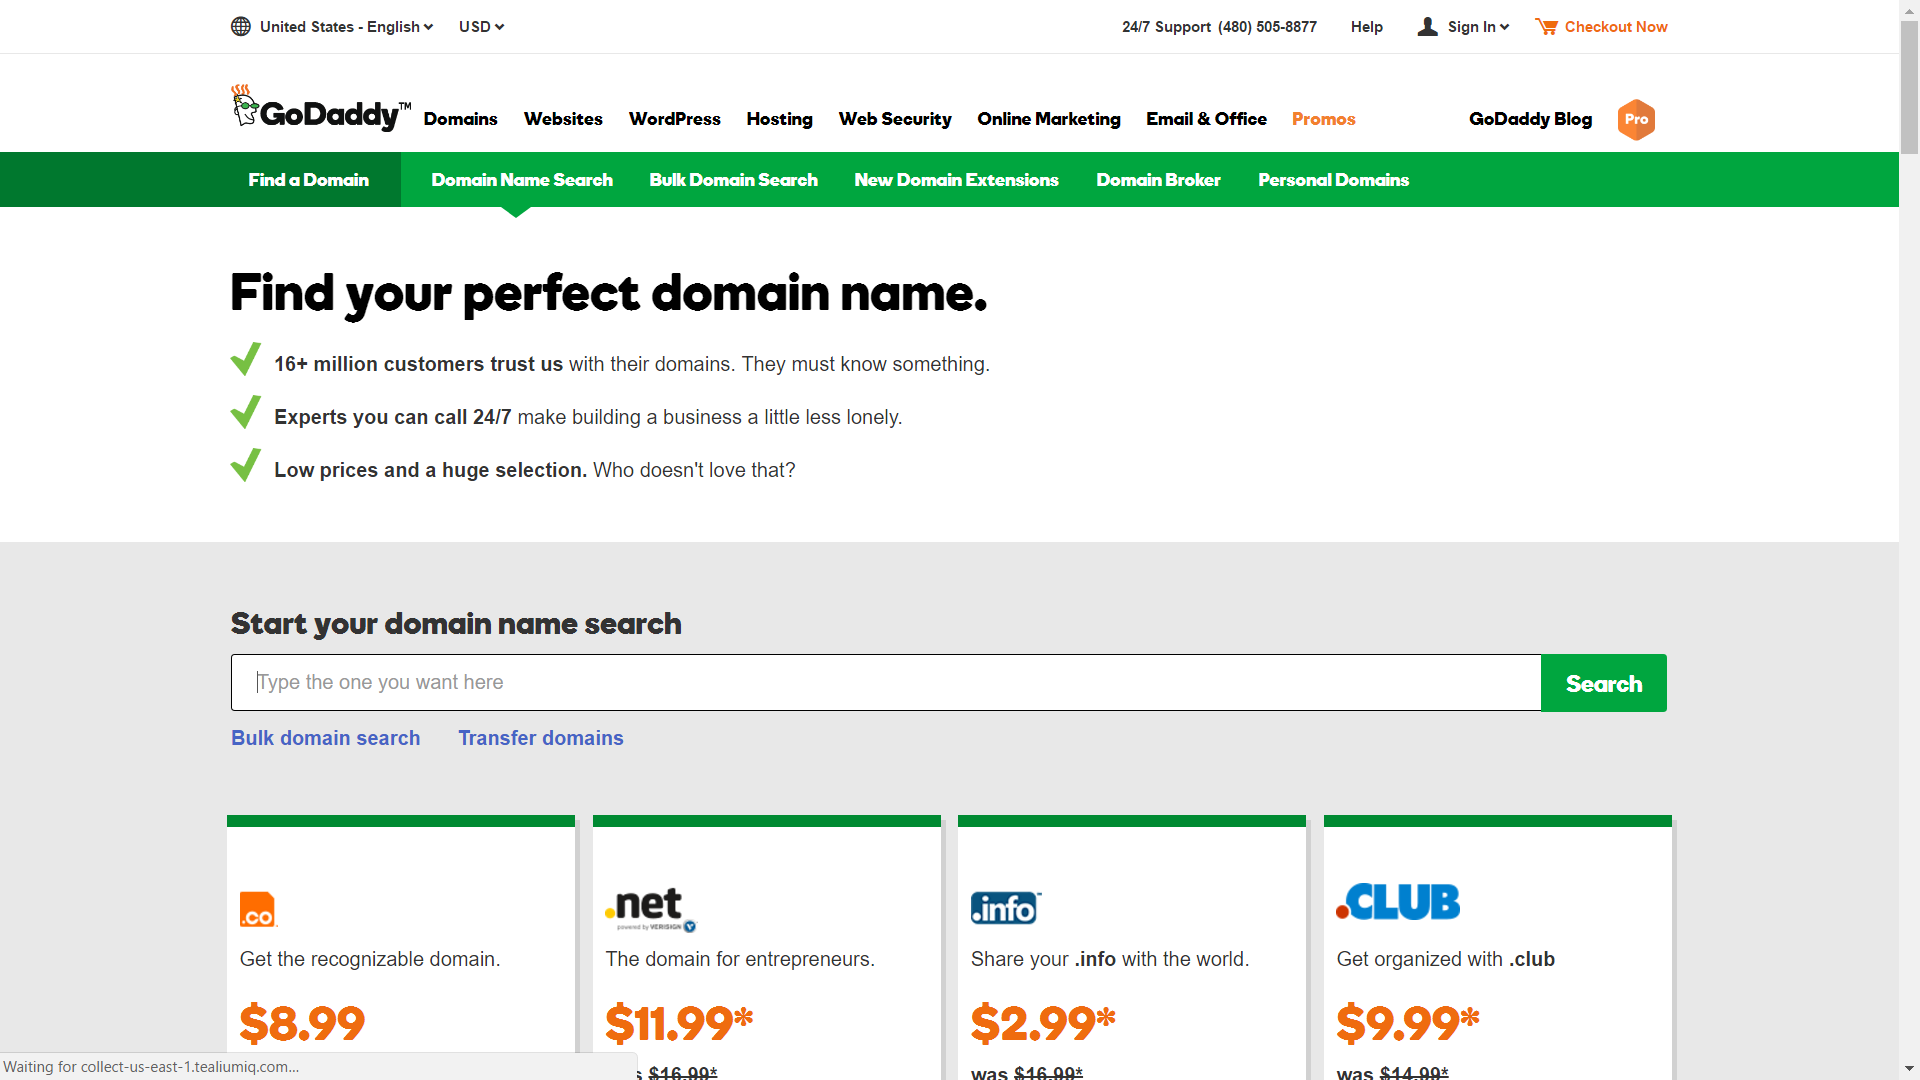 United States - English USD 24/7 Support (480) 505-8877 Help Sign In Checkout Now
GoDaddy™ Domains Websites WordPress Hosting Web Security Online Marketing Email & Office Promos GoDaddy Blog Pro
Find a Domain Domain Name Search Bulk Domain Search New Domain Extensions Domain Broker Personal Domains
Find your perfect domain name.
16+ million customers trust us with their domains. They must know something.
Experts you can call 24/7 make building a business a little less lonely.
Low prices and a huge selection. Who doesn't love that?
Start your domain name search
Type the one you want here Search
Bulk domain search Transfer domains
.co
Get the recognizable domain.
$8.99
.net
powered by VERISIGN
The domain for entrepreneurs.
$11.99*
$16.99*
.info
Share your .info with the world.
$2.99*
was $16.99*
.CLUB
Get organized with .club
$9.99*
was $14.99*
Waiting for collect-us-east-1.tealiumiq.com...